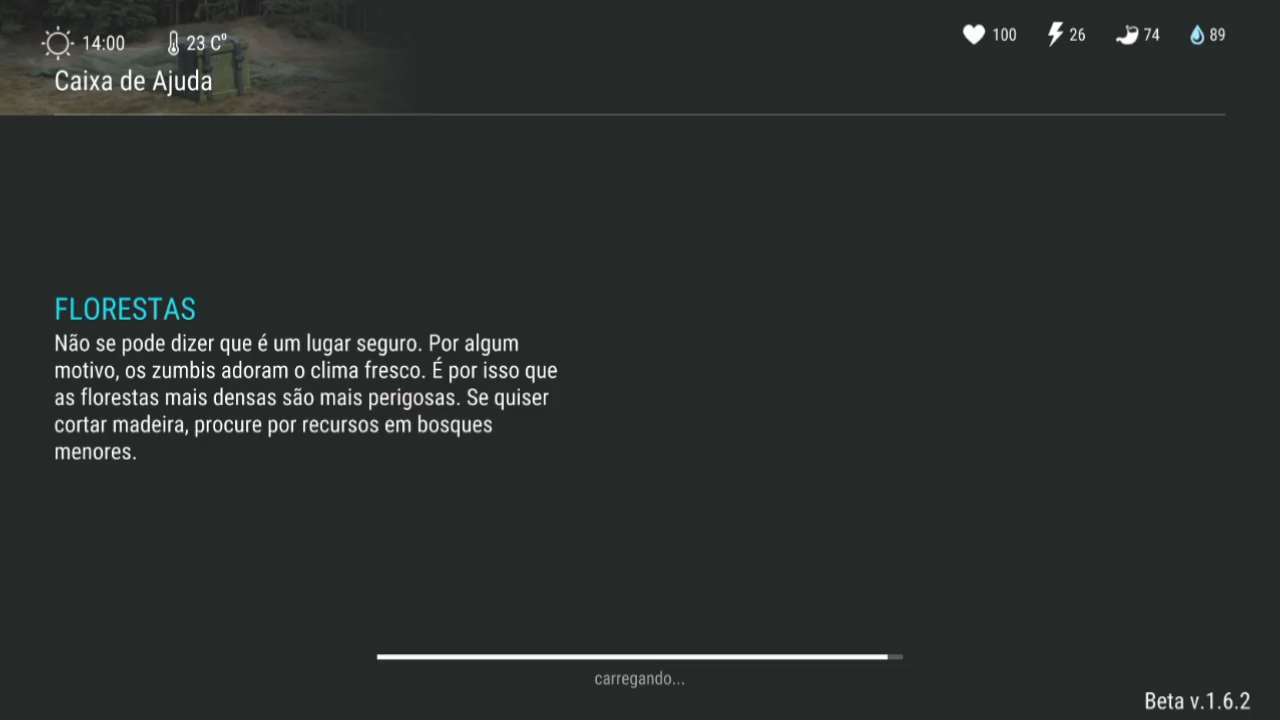 14:00 23 Cº 100 26 74 89
Caixa de Ajuda
FLORESTAS
Não se pode dizer que é um lugar seguro. Por algum
motivo, os zumbis adoram o clima fresco. É por isso que
as florestas mais densas são mais perigosas. Se quiser
cortar madeira, procure por recursos em bosques
menores.
carregando...
Beta v.1.6.2